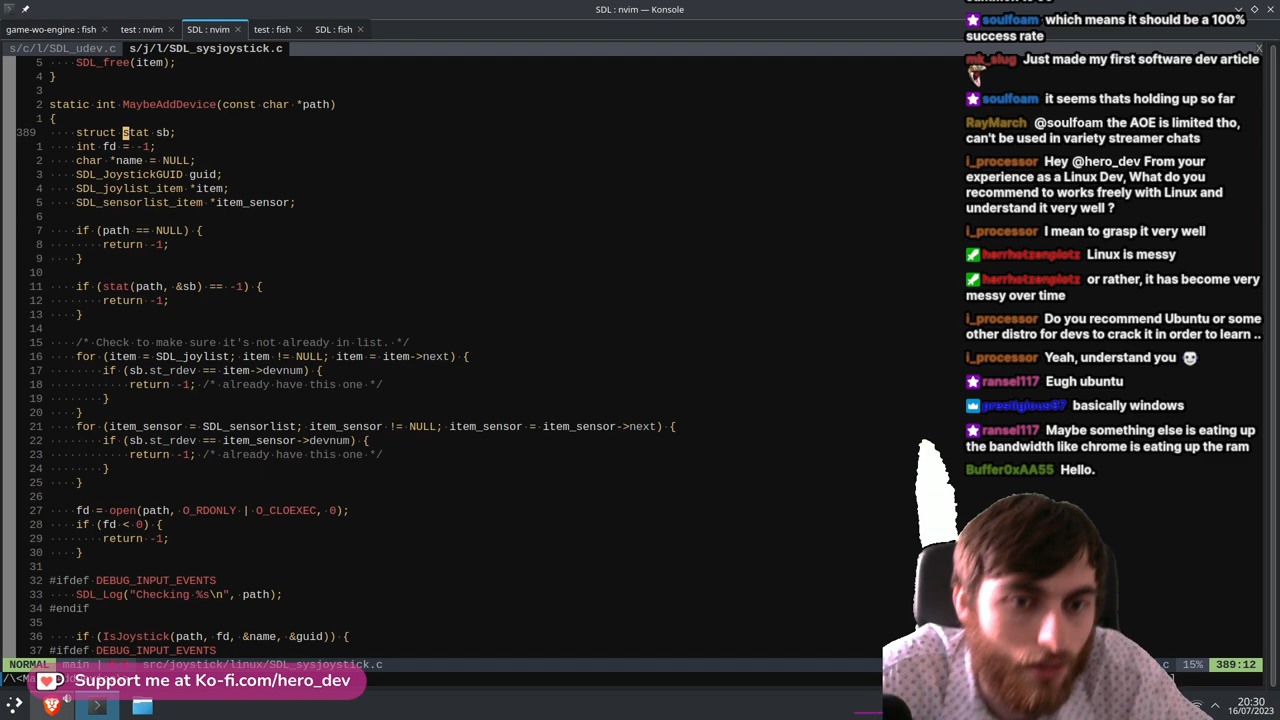 SDL : nvim — Konsole
game-wo-engine : fish
test : nvim
SDL : nvim
test : fish
SDL : fish
s/c/l/SDL_udev.c
s/j/l/SDL_sysjoystick.c
X
5 ····SDL_free(item);
4 }
3
2 static int MaybeAddDevice(const char *path)
1 {
389 ····struct stat sb;
1 ····int fd = -1;
2 ····char *name = NULL;
3 ····SDL_JoystickGUID guid;
4 ····SDL_joylist_item *item;
5 ····SDL_sensorlist_item *item_sensor;
6
7 ····if (path == NULL) {
8 ········return -1;
9 ····}
10
11 ····if (stat(path, &sb) == -1) {
12 ········return -1;
13 ····}
14
15 ····/* Check to make sure it's not already in list. */
16 ····for (item = SDL_joylist; item != NULL; item = item->next) {
17 ········if (sb.st_rdev == item->devnum) {
18 ············return -1; /* already have this one */
19 ········}
20 ····}
21 ····for (item_sensor = SDL_sensorlist; item_sensor != NULL; item_sensor = item_sensor->next) {
22 ········if (sb.st_rdev == item_sensor->devnum) {
23 ············return -1; /* already have this one */
24 ········}
25 ····}
26
27 ····fd = open(path, O_RDONLY | O_CLOEXEC, 0);
28 ····if (fd < 0) {
29 ········return -1;
30 ····}
31
32 #ifdef DEBUG_INPUT_EVENTS
33 ····SDL_Log("Checking %s\n", path);
34 #endif
35
36 ····if (IsJoystick(path, fd, &name, &guid)) {
37 #ifdef DEBUG_INPUT_EVENTS
NORMAL main | src/joystick/linux/SDL_sysjoystick.c c 15% 389:12
Support me at Ko-fi.com/hero_dev
soulfoam which means it should be a 100%
success rate
mk_slug Just made my first software dev article
soulfoam it seems thats holding up so far
RayMarch @soulfoam the AOE is limited tho,
can't be used in variety streamer chats
i_processor Hey @hero_dev From your
experience as a Linux Dev, What do you
recommend to works freely with Linux and
understand it very well ?
i_processor I mean to grasp it very well
herrhotzenplotz Linux is messy
herrhotzenplotz or rather, it has become very
messy over time
i_processor Do you recommend Ubuntu or some
other distro for devs to crack it in order to learn ..
i_processor Yeah, understand you
ransel117 Eugh ubuntu
basically windows
ransel117 Maybe something else is eating up
the bandwidth like chrome is eating up the ram
Buffer0xAA55 Hello.
20:30
16/07/2023